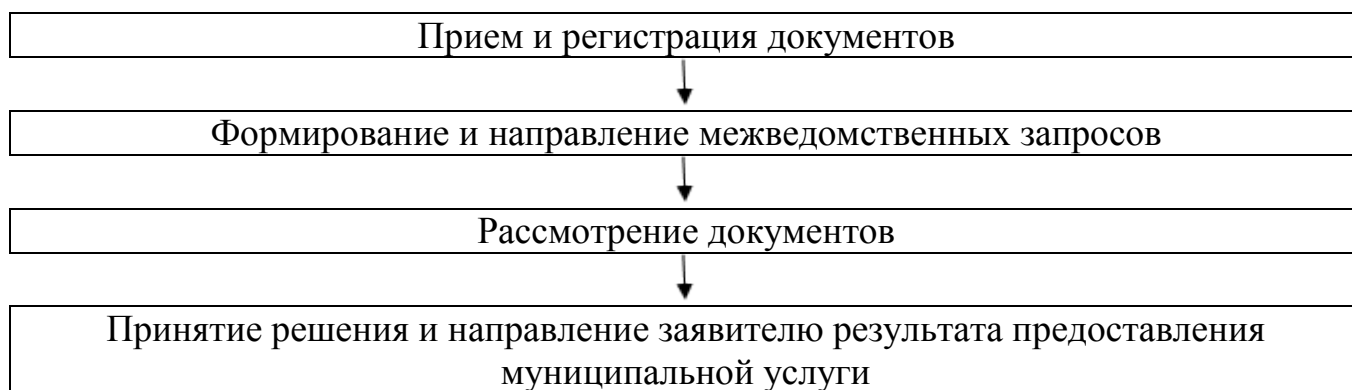 Прием и регистрация документов
Формирование и направление межведомственных запросов
Рассмотрение документов
Принятие решения и направление заявителю результата предоставления
муниципальной услуги